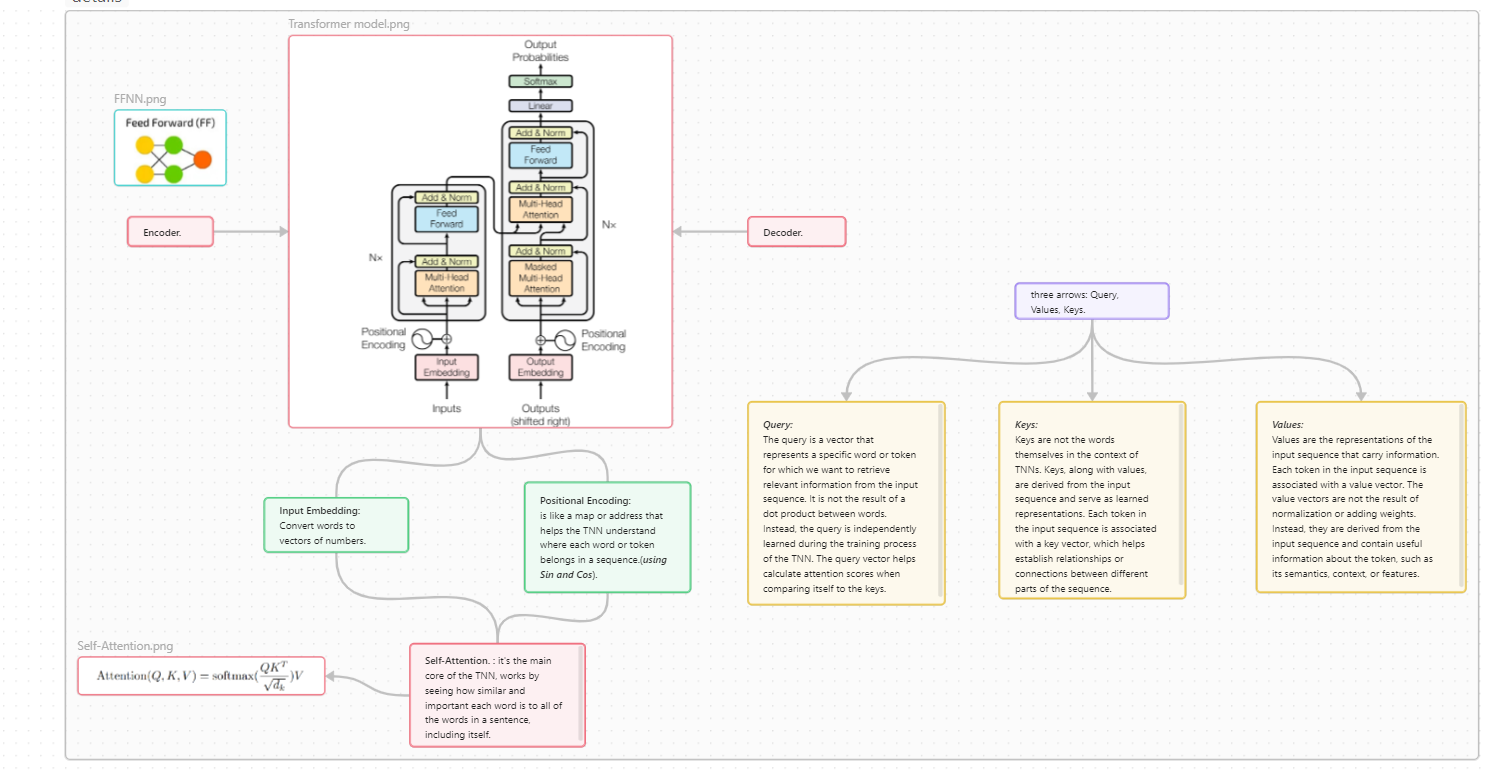 details
Transformer model.png
Output
Probabilities
Softmax
Linear
Add & Norm
Feed
Forward
Add & Norm
Multi-Head
Attention
Add & Norm
Masked
Multi-Head
Attention
Nx
Add & Norm
Feed
Forward
Add & Norm
Multi-Head
Attention
Nx
Positional
Encoding
Positional
Encoding
Input
Embedding
Output
Embedding
Inputs
Outputs
(shifted right)
FFNN.png
Feed Forward (FF)
Encoder.
Decoder.
three arrows: Query,
Values, Keys.
Query:
The query is a vector that
represents a specific word or token
for which we want to retrieve
relevant information from the input
sequence. It is not the result of a
dot product between words.
Instead, the query is independently
learned during the training process
of the TNN. The query vector helps
calculate attention scores when
comparing itself to the keys.
Keys:
Keys are not the words
themselves in the context of
TNNs. Keys, along with values,
are derived from the input
sequence and serve as learned
representations. Each token in
the input sequence is associated
with a key vector, which helps
establish relationships or
connections between different
parts of the sequence.
Values:
Values are the representations of the
input sequence that carry information.
Each token in the input sequence is
associated with a value vector. The
value vectors are not the result of
normalization or adding weights.
Instead, they are derived from the
input sequence and contain useful
information about the token, such as
its semantics, context, or features.
Input Embedding:
Convert words to
vectors of numbers.
Positional Encoding:
is like a map or address that
helps the TNN understand
where each word or token
belongs in a sequence.(using
Sin and Cos).
Self-Attention.png
Attention(Q, K, V) = softmax(QK^T / √d_k)V
Self-Attention. : it's the main
core of the TNN, works by
seeing how similar and
important each word is to all of
the words in a sentence,
including itself.